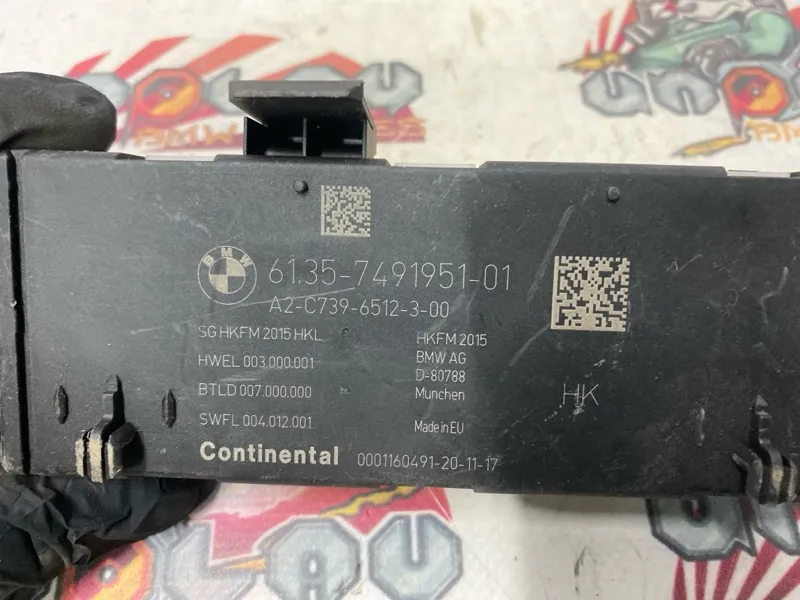 BMW
61.35-7491951-01
A2-C739-6512-3-00
SG HKFM 2015 HKL
HWEL 003.000.001
BTLD 007.000.000
SWFL 004.012.001
HKFM 2015
BMW AG
D-80788
Munchen
Made in EU
HK
Continental 0001160491-20-11-17